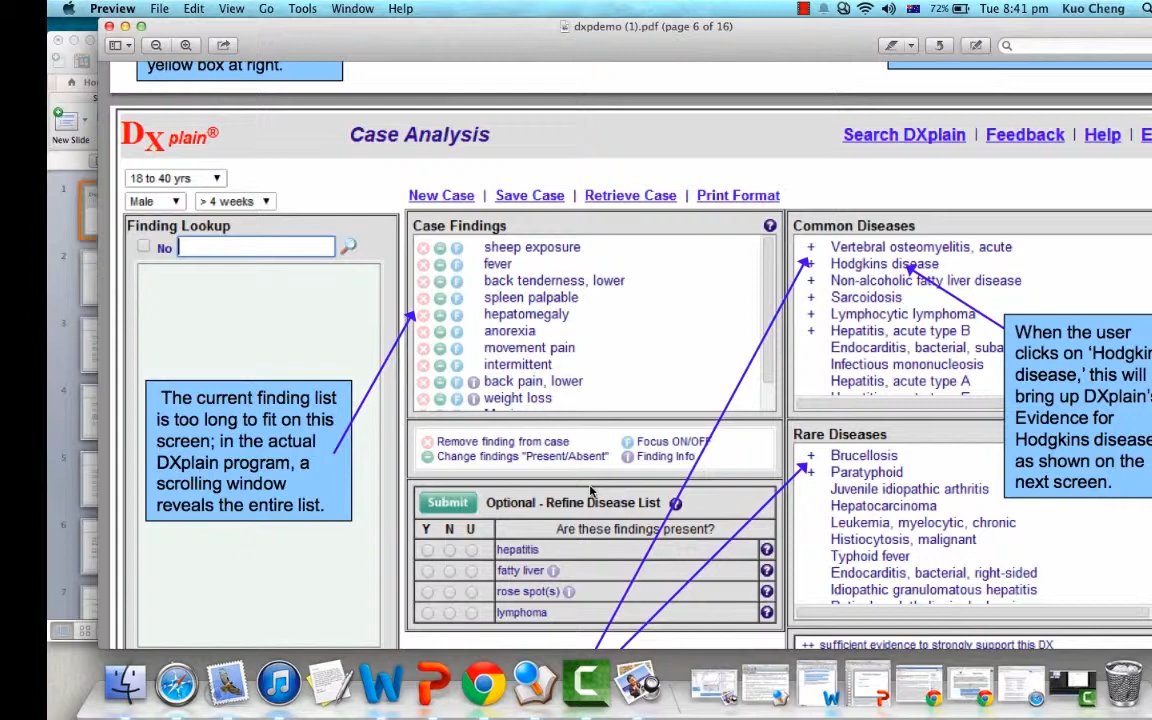 Preview File Edit View Go Tools Window Help
72% Tue 8:41 pm Kuo Cheng
dxpdemo (1).pdf (page 6 of 16)
yellow box at right.
New Slide
DXplain®
Case Analysis
Search DXplain | Feedback | Help | E
18 to 40 yrs
Male > 4 weeks
New Case | Save Case | Retrieve Case | Print Format
Finding Lookup
No
The current finding list
is too long to fit on this
screen; in the actual
DXplain program, a
scrolling window
reveals the entire list.
Case Findings
sheep exposure
fever
back tenderness, lower
spleen palpable
hepatomegaly
anorexia
movement pain
intermittent
back pain, lower
weight loss
Remove finding from case
Focus ON/OFF
Change findings "Present/Absent"
Finding Info
Submit Optional - Refine Disease List
Y N U Are these findings present?
hepatitis
fatty liver
rose spot(s)
lymphoma
Common Diseases
+ Vertebral osteomyelitis, acute
+ Hodgkins disease
+ Non-alcoholic fatty liver disease
+ Sarcoidosis
+ Lymphocytic lymphoma
+ Hepatitis, acute type B
Endocarditis, bacterial, suba
Infectious mononucleosis
Hepatitis, acute type A
Rare Diseases
+ Brucellosis
+ Paratyphoid
Juvenile idiopathic arthritis
Hepatocarcinoma
Leukemia, myelocytic, chronic
Histiocytosis, malignant
Typhoid fever
Endocarditis, bacterial, right-sided
Idiopathic granulomatous hepatitis
++ sufficient evidence to strongly support this DX
When the user
clicks on 'Hodgkin
disease,' this will
bring up DXplain's
Evidence for
Hodgkins disease
as shown on the
next screen.
1
2
3
4
5
6
7